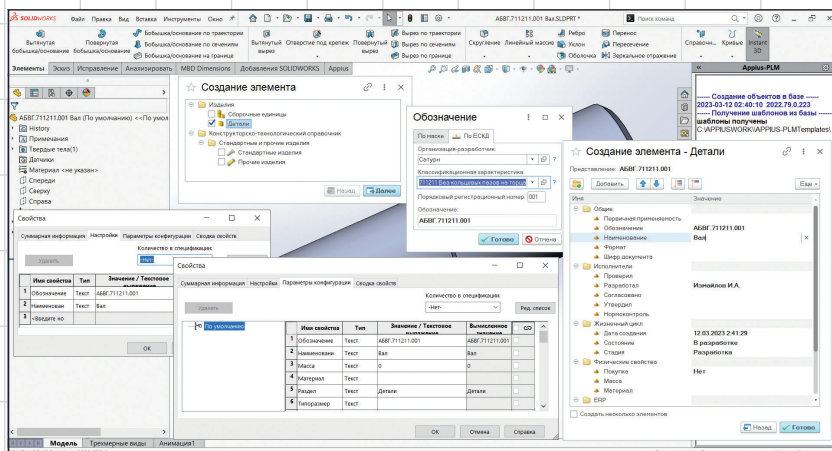 SOLIDWORKS Файл Правка Вид Вставка Инструменты Окно АБВГ.711211.001 Вал.SLDPRT * Поиск команд
Вытянутая бобышка/основание
Повернутая бобышка/основание
Бобышка/основание по траектории
Бобышка/основание по сечениям
Бобышка/основание на границе
Вытянутый вырез
Отверстие под крепеж
Повернутый вырез
Вырез по траектории
Вырез по сечениям
Вырез по границе
Скругление
Линейный массив
Ребро
Уклон
Оболочка
Перенос
Пересечение
Зеркальное отражение
Справочн...
Кривые
Instant 3D
Элементы Эскиз Исправление Анализировать MBD Dimensions Добавления SOLIDWORKS Appius
АБВГ.711211.001 Вал (По умолчанию) <<По умол
History
Примечания
Твердые тела(1)
Датчики
Материал <не указан>
Спереди
Сверху
Справа
Appius-PLM
----- Создание объектов в базе -----
2023-03-12 02:40:10 2022.79.0.223
----- Получение шаблонов из базы -----
шаблоны получены
C:\APPIUSWORK\APPIUS-PLMTemplates\
Создание элемента
Изделия
Сборочные единицы
Детали
Конструкторско-технологический справочник
Стандартные и прочие изделия
Стандартные изделия
Прочие изделия
Назад Далее
Обозначение
По маске По ЕСКД
Организация-разработчик:
Сатурн
Классификационная характеристика:
711211 Без кольцевых пазов на торца
Порядковый регистрационный номер: 001
Обозначение:
АБВГ.711211.001
Готово Отмена
Создание элемента - Детали
Представление: АБВГ.711211.001
Добавить Еще
Имя Значение
Общие
Первичная применяемость
Обозначение АБВГ.711211.001
Наименование Вал
Формат
Шифр документа
Исполнители
Проверил
Разработал Измайлов И.А.
Согласовано
Утвердил
Нормоконтроль
Жизненный цикл
Дата создания 12.03.2023 2:41:29
Состояние В разработке
Стадия Разработка
Физические свойства
Покупка Нет
Масса
Материал
ERP
Создать несколько элементов
Назад Готово
Свойства
Суммарная информация Настройки Параметры конфигурации Сводка свойств
Количество в спецификации:
Удалить -Нет-
Имя свойства Тип Значение / Текстовое выражение
1 Обозначение Текст АБВГ.711211.001
2 Наименован Текст Вал
3 <Введите но
ОК
Свойства
Суммарная информация Настройки Параметры конфигурации Сводка свойств
Количество в спецификации:
Удалить -Нет- Ред. список
По умолчанию
Имя свойства Тип Значение / Текстовое выражение Вычисленное значение
1 Обозначение Текст АБВГ.711211.001 АБВГ.711211.001
2 Наименовани Текст Вал Вал
3 Масса Текст 0 0
4 Материал Текст
5 Раздел Текст Детали Детали
6 Типоразмер Текст
ОК Отмена Справка
Модель Трехмерные виды Анимация1